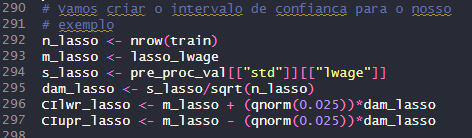 290 # vamos criar o intervalo de confianca para o nosso
291 # exemplo
292 n_lasso <- nrow(train)
293 m_lasso <- lasso_lwage
294 s_lasso <- pre_proc_val[["std"]][["lwage"]]
295 dam_lasso <- s_lasso/sqrt(n_lasso)
296 CIlwr_lasso <- m_lasso + (qnorm(0.025))*dam_lasso
297 CIupr_lasso <- m_lasso - (qnorm(0.025))*dam_lasso
298